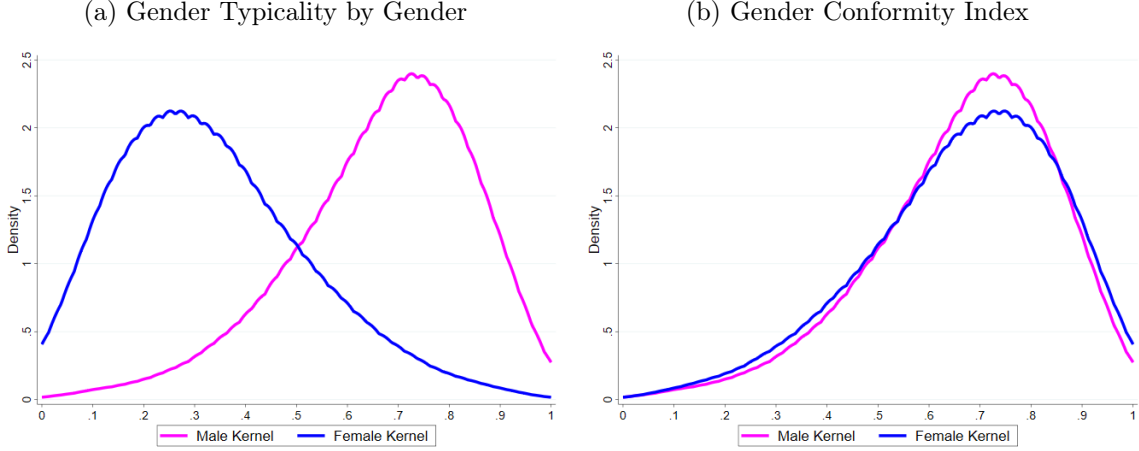 (a) Gender Typicality by Gender
(b) Gender Conformity Index
2.5
2
1.5
1
.5
0
Density
0 .1 .2 .3 .4 .5 .6 .7 .8 .9 1
Male Kernel Female Kernel
2.5
2
1.5
1
.5
0
Density
0 .1 .2 .3 .4 .5 .6 .7 .8 .9 1
Male Kernel Female Kernel